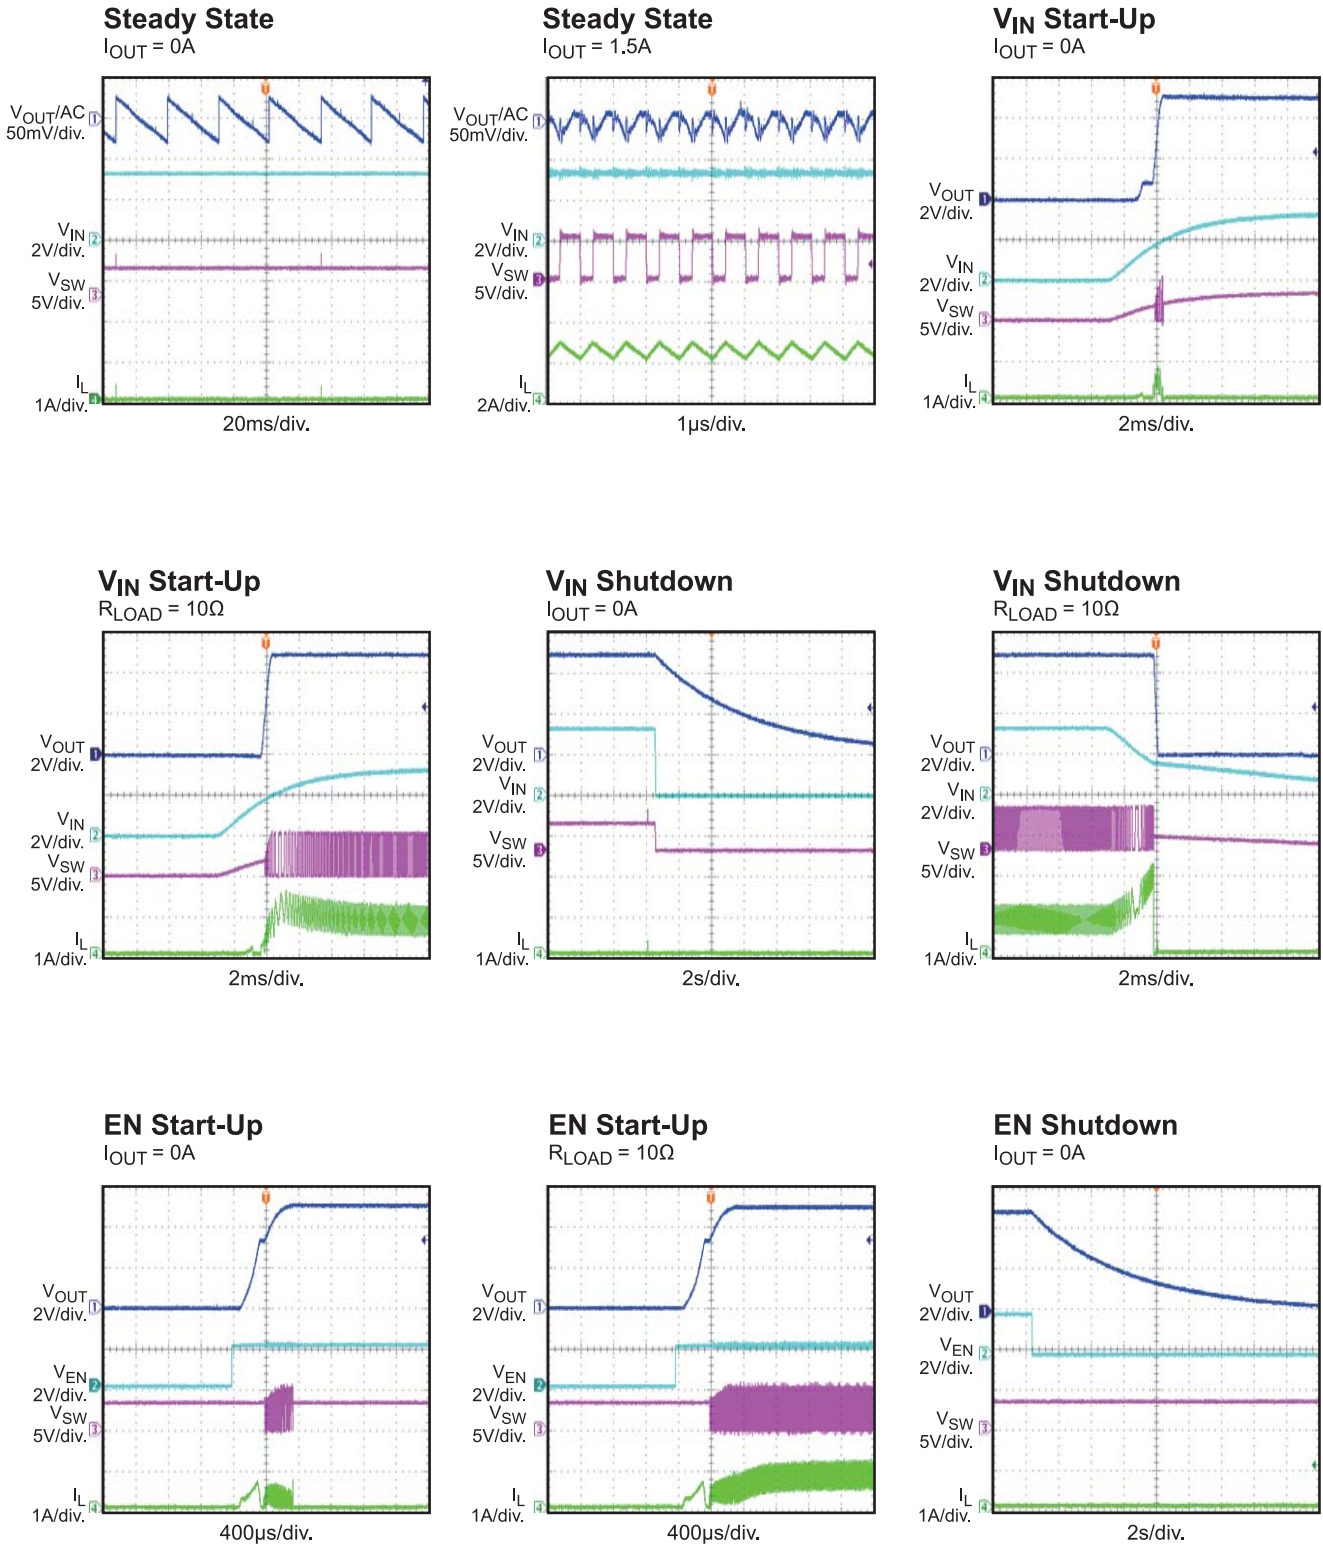 Steady State
IOUT = 0A
VOUT/AC
50mV/div.
VIN
2V/div.
VSW
5V/div.
IL
1A/div.
20ms/div.
Steady State
IOUT = 1.5A
VOUT/AC
50mV/div.
VIN
2V/div.
VSW
5V/div.
IL
2A/div.
1µs/div.
VIN Start-Up
IOUT = 0A
VOUT
2V/div.
VIN
2V/div.
VSW
5V/div.
IL
1A/div.
2ms/div.
VIN Start-Up
RLOAD = 10Ω
VOUT
2V/div.
VIN
2V/div.
VSW
5V/div.
IL
1A/div.
2ms/div.
VIN Shutdown
IOUT = 0A
VOUT
2V/div.
VIN
2V/div.
VSW
5V/div.
IL
1A/div.
2s/div.
VIN Shutdown
RLOAD = 10Ω
VOUT
2V/div.
VIN
2V/div.
VSW
5V/div.
IL
1A/div.
2ms/div.
EN Start-Up
IOUT = 0A
VOUT
2V/div.
VEN
2V/div.
VSW
5V/div.
IL
1A/div.
400µs/div.
EN Start-Up
RLOAD = 10Ω
VOUT
2V/div.
VEN
2V/div.
VSW
5V/div.
IL
1A/div.
400µs/div.
EN Shutdown
IOUT = 0A
VOUT
2V/div.
VEN
2V/div.
VSW
5V/div.
IL
1A/div.
2s/div.